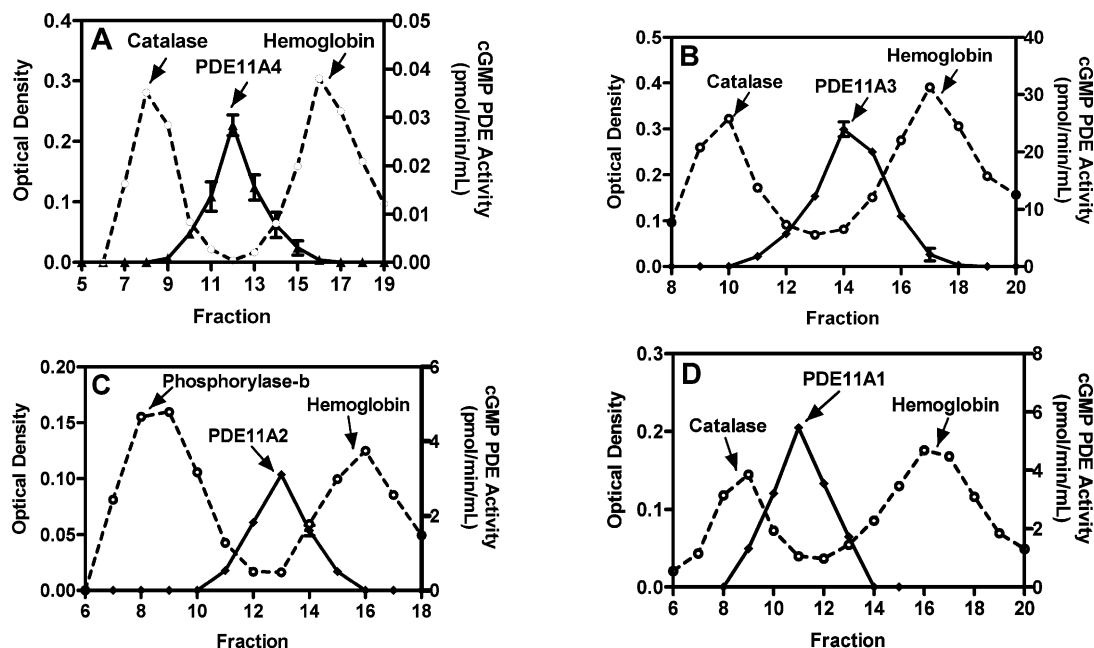 A
Catalase
PDE11A4
Hemoglobin
Optical Density
0.4
0.3
0.2
0.1
0.0
cGMP PDE Activity
(pmol/min/mL)
0.05
0.04
0.03
0.02
0.01
0.00
5 7 9 11 13 15 17 19
Fraction
B
Catalase
PDE11A3
Hemoglobin
Optical Density
0.5
0.4
0.3
0.2
0.1
0.0
cGMP PDE Activity
(pmol/min/mL)
40
30
20
10
0
8 10 12 14 16 18 20
Fraction
C
Phosphorylase-b
PDE11A2
Hemoglobin
Optical Density
0.20
0.15
0.10
0.05
0.00
cGMP PDE Activity
(pmol/min/mL)
6
4
2
0
6 8 10 12 14 16 18
Fraction
D
Catalase
PDE11A1
Hemoglobin
Optical Density
0.3
0.2
0.1
0.0
cGMP PDE Activity
(pmol/min/mL)
8
6
4
2
0
6 8 10 12 14 16 18 20
Fraction